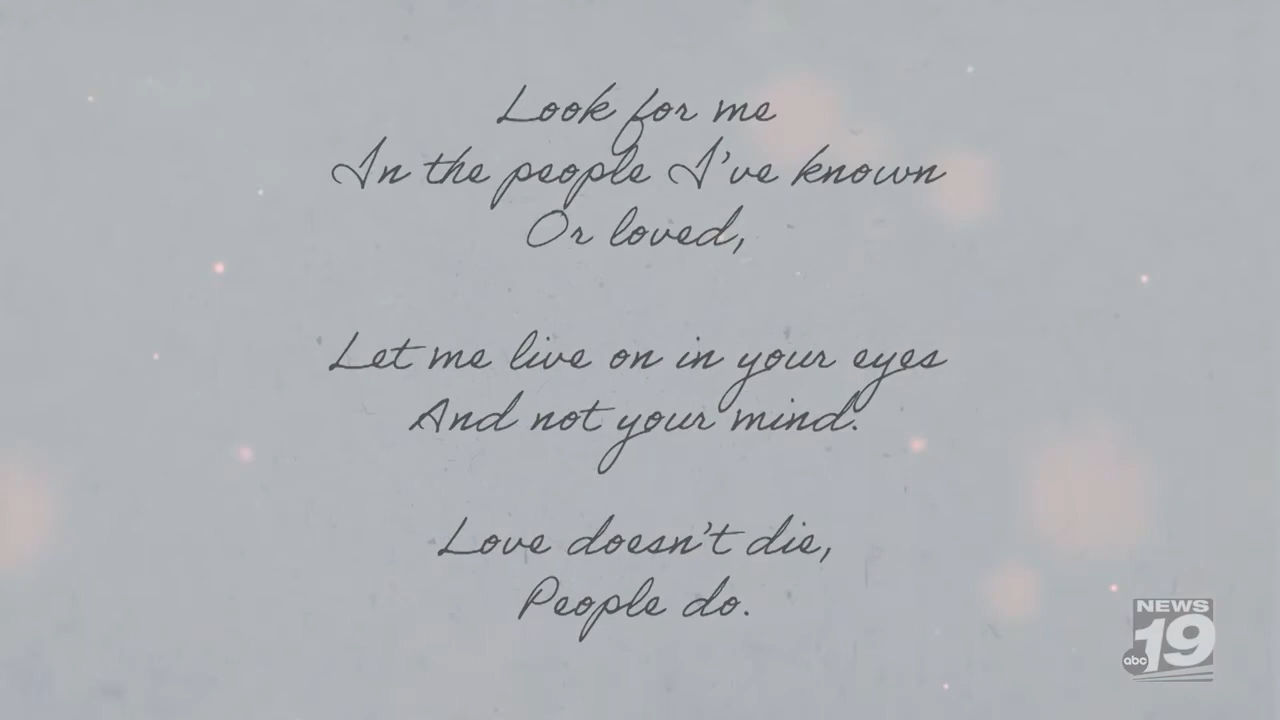 Look for me
In the people I've known
Or loved,
Let me live on in your eyes
And not your mind.
Love doesn't die,
People do.
NEWS
19
abc